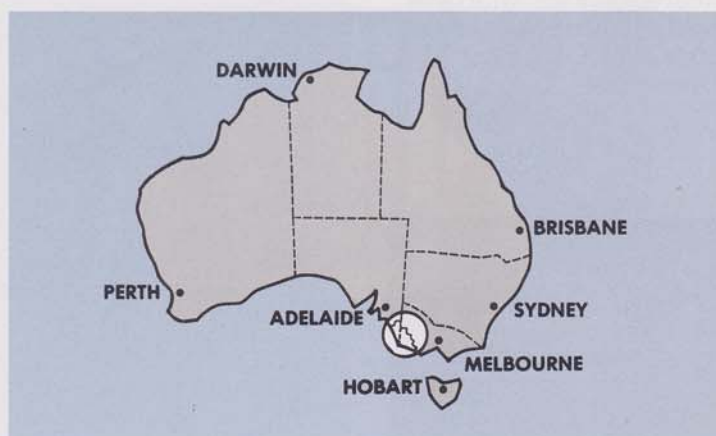 DARWIN
BRISBANE
PERTH
ADELAIDE
SYDNEY
MELBOURNE
HOBART